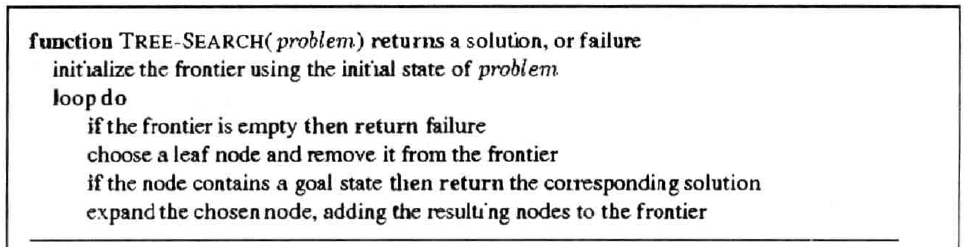 function TREE-SEARCH(problem) returns a solution, or failure
initialize the frontier using the initial state of problem
loop do
if the frontier is empty then return failure
choose a leaf node and remove it from the frontier
if the node contains a goal state then return the corresponding solution
expand the chosen node, adding the resulting nodes to the frontier